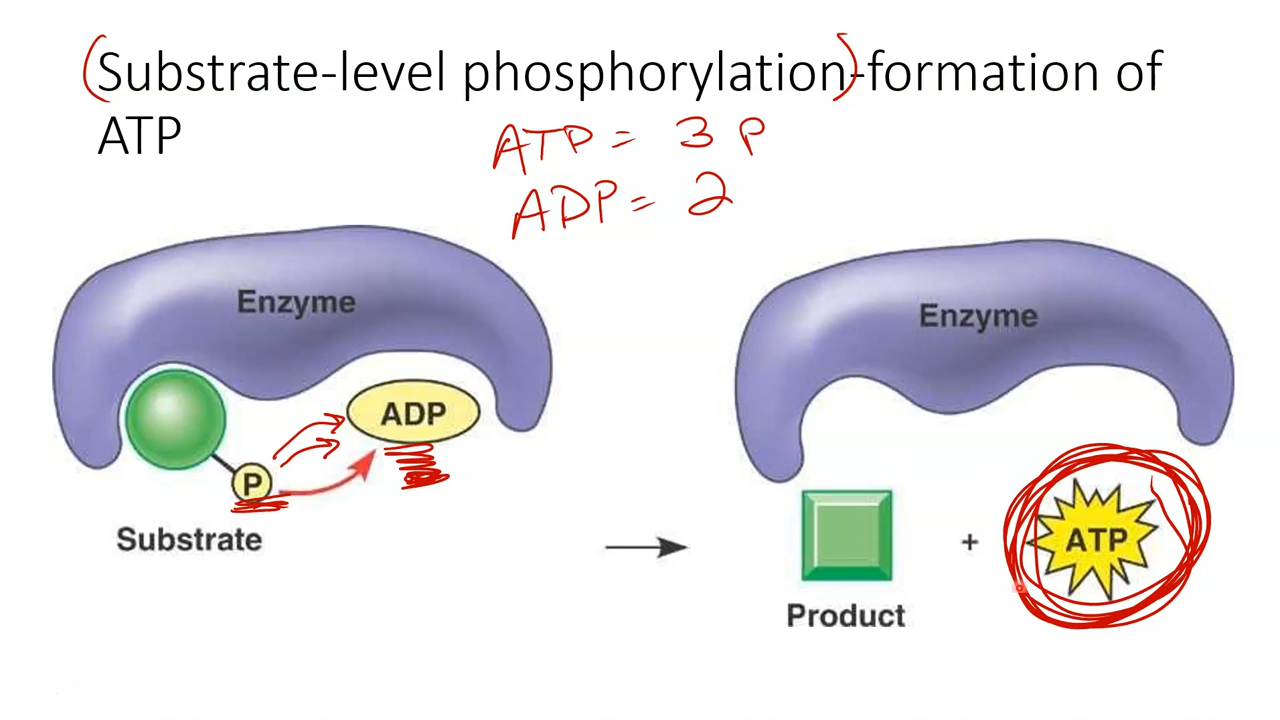 (Substrate-level phosphorylation)-formation of
ATP
ATP = 3 P
ADP = 2
Enzyme
Enzyme
ADP
P
ATP
Substrate
+
Product